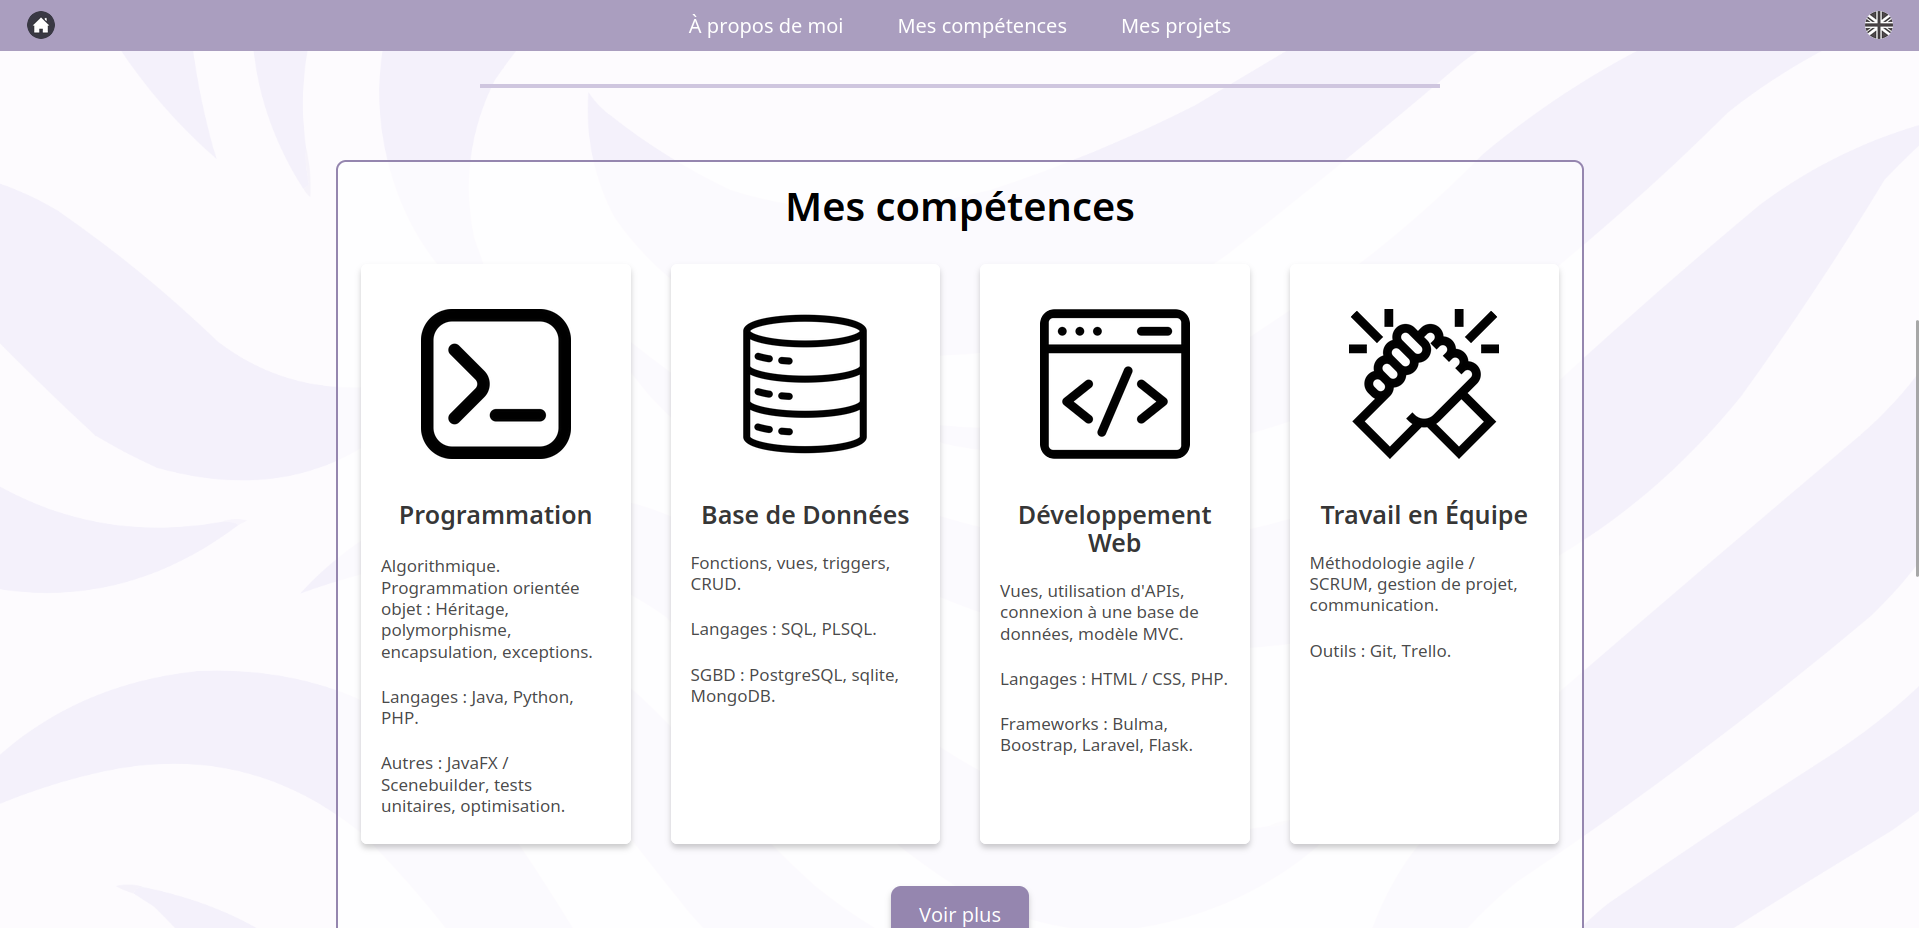 À propos de moi
Mes compétences
Mes projets
Mes compétences
Programmation
Algorithmique.
Programmation orientée
objet : Héritage,
polymorphisme,
encapsulation, exceptions.
Langages : Java, Python,
PHP.
Autres : JavaFX /
Scenebuilder, tests
unitaires, optimisation.
Base de Données
Fonctions, vues, triggers,
CRUD.
Langages : SQL, PLSQL.
SGBD : PostgreSQL, sqlite,
MongoDB.
Développement
Web
Vues, utilisation d'APIs,
connexion à une base de
données, modèle MVC.
Langages : HTML / CSS, PHP.
Frameworks : Bulma,
Boostrap, Laravel, Flask.
Travail en Équipe
Méthodologie agile /
SCRUM, gestion de projet,
communication.
Outils : Git, Trello.
Voir plus